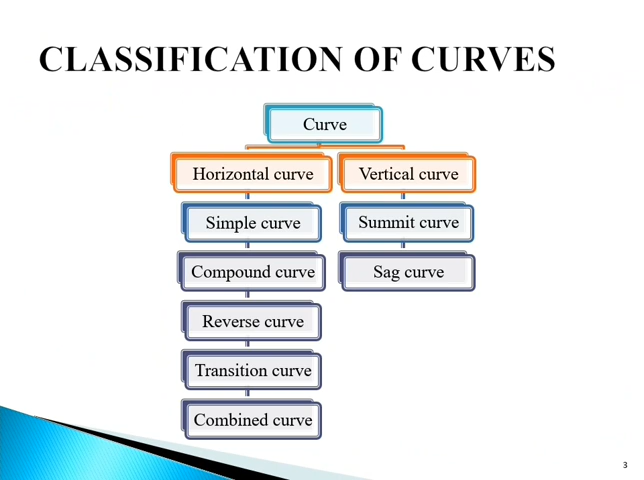 CLASSIFICATION OF CURVES
Curve
Horizontal curve
Vertical curve
Simple curve
Summit curve
Compound curve
Sag curve
Reverse curve
Transition curve
Combined curve
3